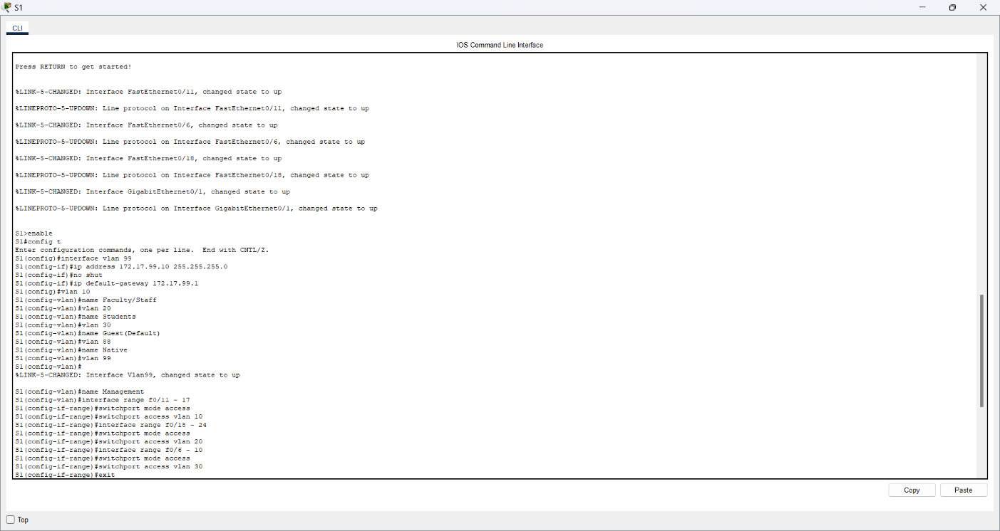 S1
CLI
IOS Command Line Interface
Press RETURN to get started!
%LINK-5-CHANGED: Interface FastEthernet0/11, changed state to up
%LINEPROTO-5-UPDOWN: Line protocol on Interface FastEthernet0/11, changed state to up
%LINK-5-CHANGED: Interface FastEthernet0/6, changed state to up
%LINEPROTO-5-UPDOWN: Line protocol on Interface FastEthernet0/6, changed state to up
%LINK-5-CHANGED: Interface FastEthernet0/18, changed state to up
%LINEPROTO-5-UPDOWN: Line protocol on Interface FastEthernet0/18, changed state to up
%LINK-5-CHANGED: Interface GigabitEthernet0/1, changed state to up
%LINEPROTO-5-UPDOWN: Line protocol on Interface GigabitEthernet0/1, changed state to up
S1>enable
S1#config t
Enter configuration commands, one per line.  End with CNTL/Z.
S1(config)#interface vlan 99
S1(config-if)#ip address 172.17.99.10 255.255.255.0
S1(config-if)#no shut
S1(config-if)#ip default-gateway 172.17.99.1
S1(config)#vlan 10
S1(config-vlan)#name Faculty/Staff
S1(config-vlan)#vlan 20
S1(config-vlan)#name Students
S1(config-vlan)#vlan 30
S1(config-vlan)#name Guest(Default)
S1(config-vlan)#vlan 88
S1(config-vlan)#name Native
S1(config-vlan)#vlan 99
S1(config-vlan)#
%LINK-5-CHANGED: Interface Vlan99, changed state to up
S1(config-vlan)#name Management
S1(config-vlan)#interface range f0/11 - 17
S1(config-if-range)#switchport mode access
S1(config-if-range)#switchport access vlan 10
S1(config-if-range)#interface range f0/18 - 24
S1(config-if-range)#switchport mode access
S1(config-if-range)#switchport access vlan 20
S1(config-if-range)#interface range f0/6 - 10
S1(config-if-range)#switchport mode access
S1(config-if-range)#switchport access vlan 30
S1(config-if-range)#exit
Copy
Paste
Top